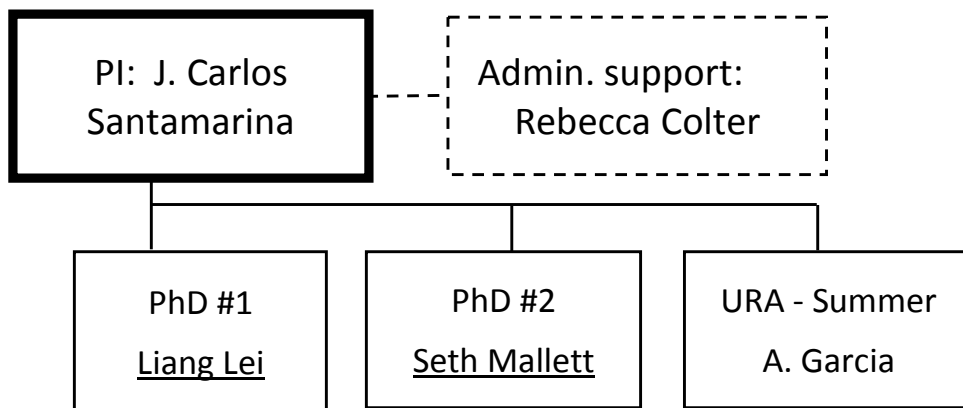 PI: J. Carlos
Santamarina
Admin. support:
Rebecca Colter
PhD #1
Liang Lei
PhD #2
Seth Mallett
URA - Summer
A. Garcia